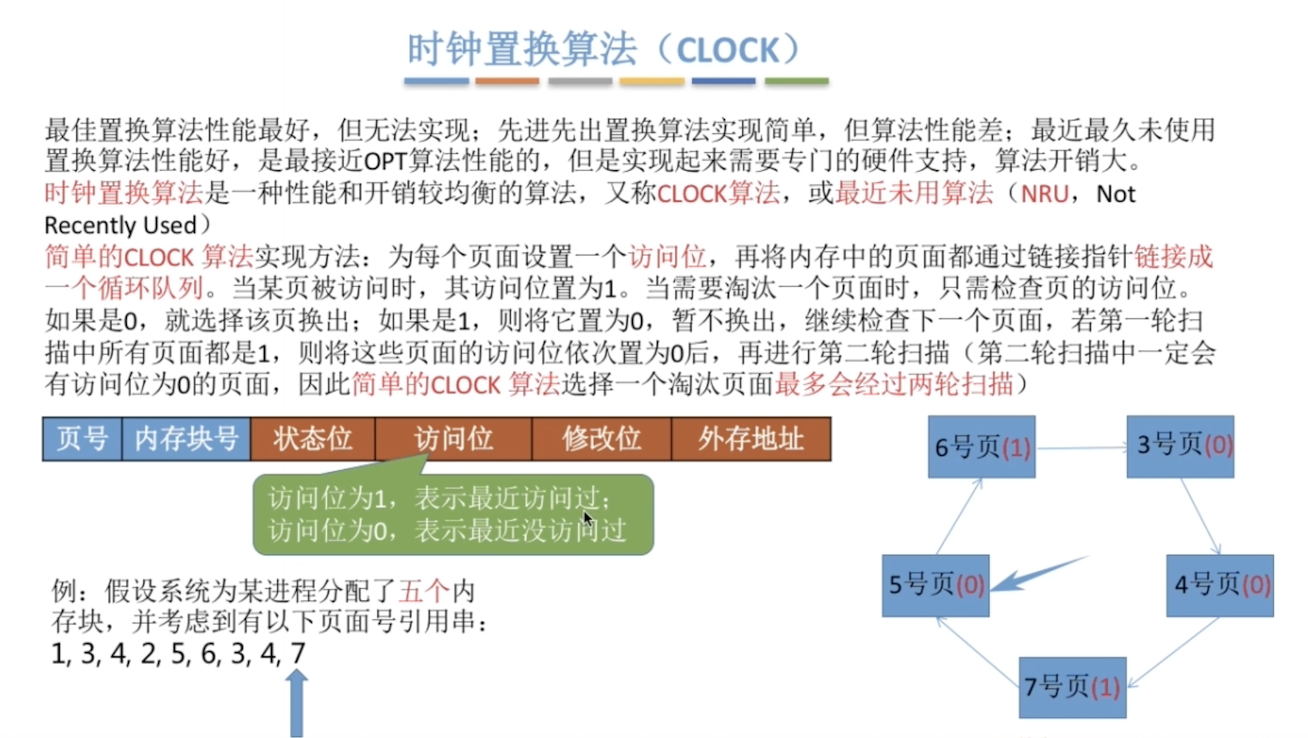 时钟置换算法（CLOCK）
最佳置换算法性能最好，但无法实现；先进先出置换算法实现简单，但算法性能差；最近最久未使用
置换算法性能好，是最接近OPT算法性能的，但是实现起来需要专门的硬件支持，算法开销大。
时钟置换算法是一种性能和开销较均衡的算法，又称CLOCK算法，或最近未用算法（NRU，Not
Recently Used）
简单的CLOCK 算法实现方法：为每个页面设置一个访问位，再将内存中的页面都通过链接指针链接成
一个循环队列。当某页被访问时，其访问位置为1。当需要淘汰一个页面时，只需检查页的访问位。
如果是0，就选择该页换出；如果是1，则将它置为0，暂不换出，继续检查下一个页面，若第一轮扫
描中所有页面都是1，则将这些页面的访问位依次置为0后，再进行第二轮扫描（第二轮扫描中一定会
有访问位为0的页面，因此简单的CLOCK 算法选择一个淘汰页面最多会经过两轮扫描）
页号 内存块号 状态位 访问位 修改位 外存地址
访问位为1，表示最近访问过；
访问位为0，表示最近没访问过
例：假设系统为某进程分配了五个内
存块，并考虑到有以下页面号引用串：
1, 3, 4, 2, 5, 6, 3, 4, 7
6号页(1)
3号页(0)
5号页(0)
4号页(0)
7号页(1)